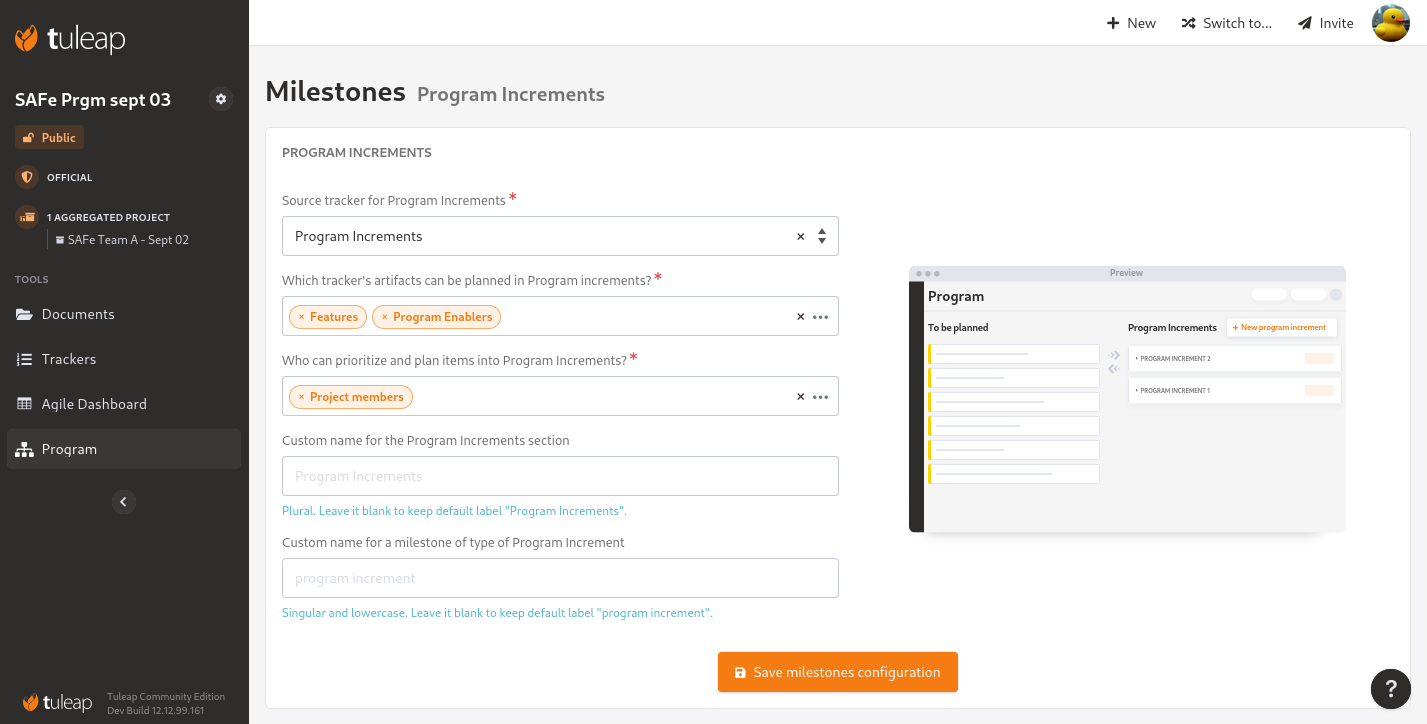 tuleap
New
Switch to...
Invite
SAFe Prgm sept 03
Public
OFFICIAL
1 AGGREGATED PROJECT
SAFe Team A - Sept 02
TOOLS
Documents
Trackers
Agile Dashboard
Program
tuleap
Tuleap Community Edition
Dev Build 12.12.99.161
Milestones Program Increments
PROGRAM INCREMENTS
Source tracker for Program Increments *
Program Increments ×
Which tracker's artifacts can be planned in Program increments? *
× Features × Program Enablers ×
Who can prioritize and plan items into Program Increments? *
× Project members ×
Custom name for the Program Increments section
Program Increments
Plural. Leave it blank to keep default label "Program Increments".
Custom name for a milestone of type of Program Increment
program increment
Singular and lowercase. Leave it blank to keep default label "program increment".
Preview
Program
To be planned
Program Increments
+ New program increment
PROGRAM INCREMENT 2
PROGRAM INCREMENT 1
Save milestones configuration
?